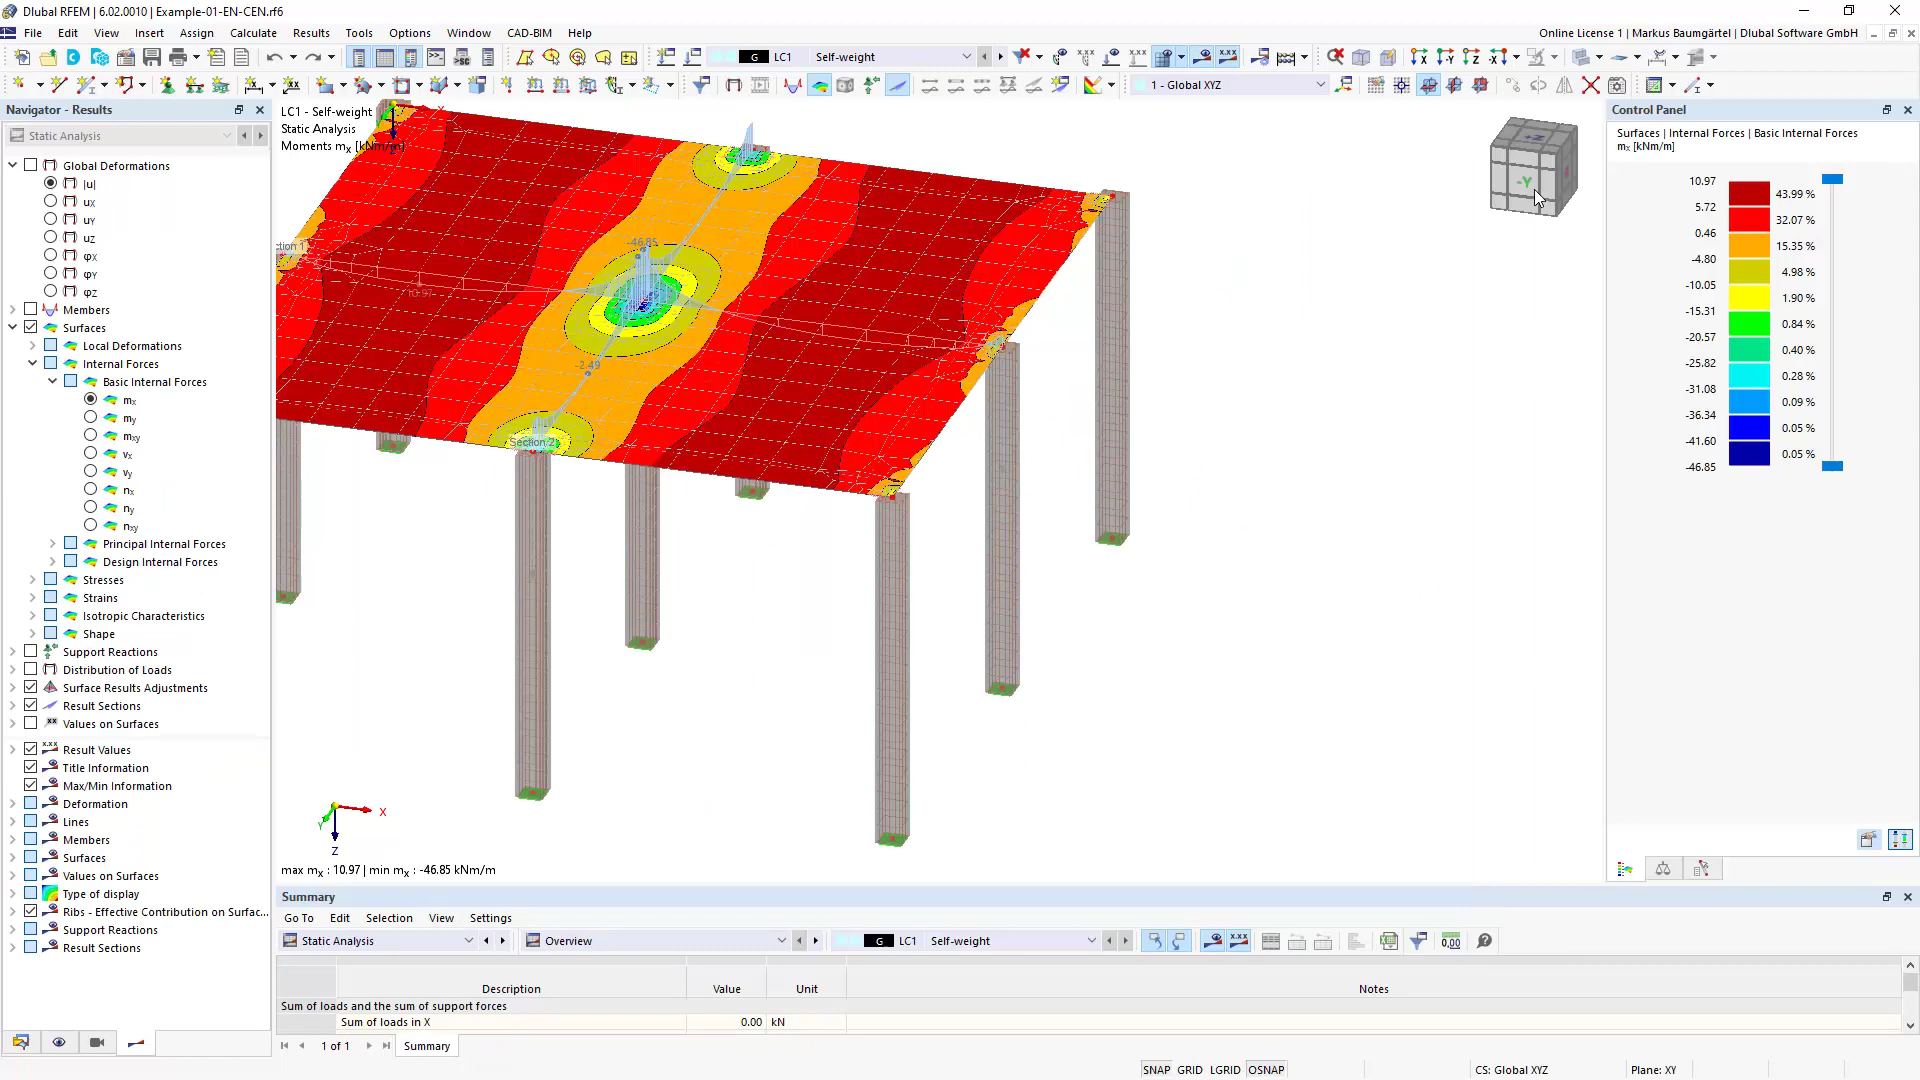 Dlubal RFEM | 6.02.0010 | Example-01-EN-CEN.rf6
File Edit View Insert Assign Calculate Results Tools Options Window CAD-BIM Help
Online License 1 | Markus Baumgärtel | Dlubal Software GmbH
G LC1 Self-weight
1 - Global XYZ
Navigator - Results
Static Analysis
Global Deformations
|u|
uX
uY
uZ
φX
φY
φZ
Members
Surfaces
Local Deformations
Internal Forces
Basic Internal Forces
mx
my
mxy
vx
vy
nx
ny
nxy
Principal Internal Forces
Design Internal Forces
Stresses
Strains
Isotropic Characteristics
Shape
Support Reactions
Distribution of Loads
Surface Results Adjustments
Result Sections
Values on Surfaces
Result Values
Title Information
Max/Min Information
Deformation
Lines
Members
Surfaces
Values on Surfaces
Type of display
Ribs - Effective Contribution on Surfac...
Support Reactions
Result Sections
LC1 - Self-weight
Static Analysis
Moments mx [kNm/m]
-46.85
ction 1
10.97
-2.49
Section 2
X
Y
Z
+Z
-Y
max mx : 10.97 | min mx : -46.85 kNm/m
Control Panel
Surfaces | Internal Forces | Basic Internal Forces
mx [kNm/m]
10.97
43.99 %
5.72
32.07 %
0.46
15.35 %
-4.80
4.98 %
-10.05
1.90 %
-15.31
0.84 %
-20.57
0.40 %
-25.82
0.28 %
-31.08
0.09 %
-36.34
0.05 %
-41.60
0.05 %
-46.85
Summary
Go To Edit Selection View Settings
Static Analysis Overview G LC1 Self-weight
Description Value Unit Notes
Sum of loads and the sum of support forces
Sum of loads in X 0.00 kN
1 of 1 Summary
SNAP GRID LGRID OSNAP CS: Global XYZ Plane: XY